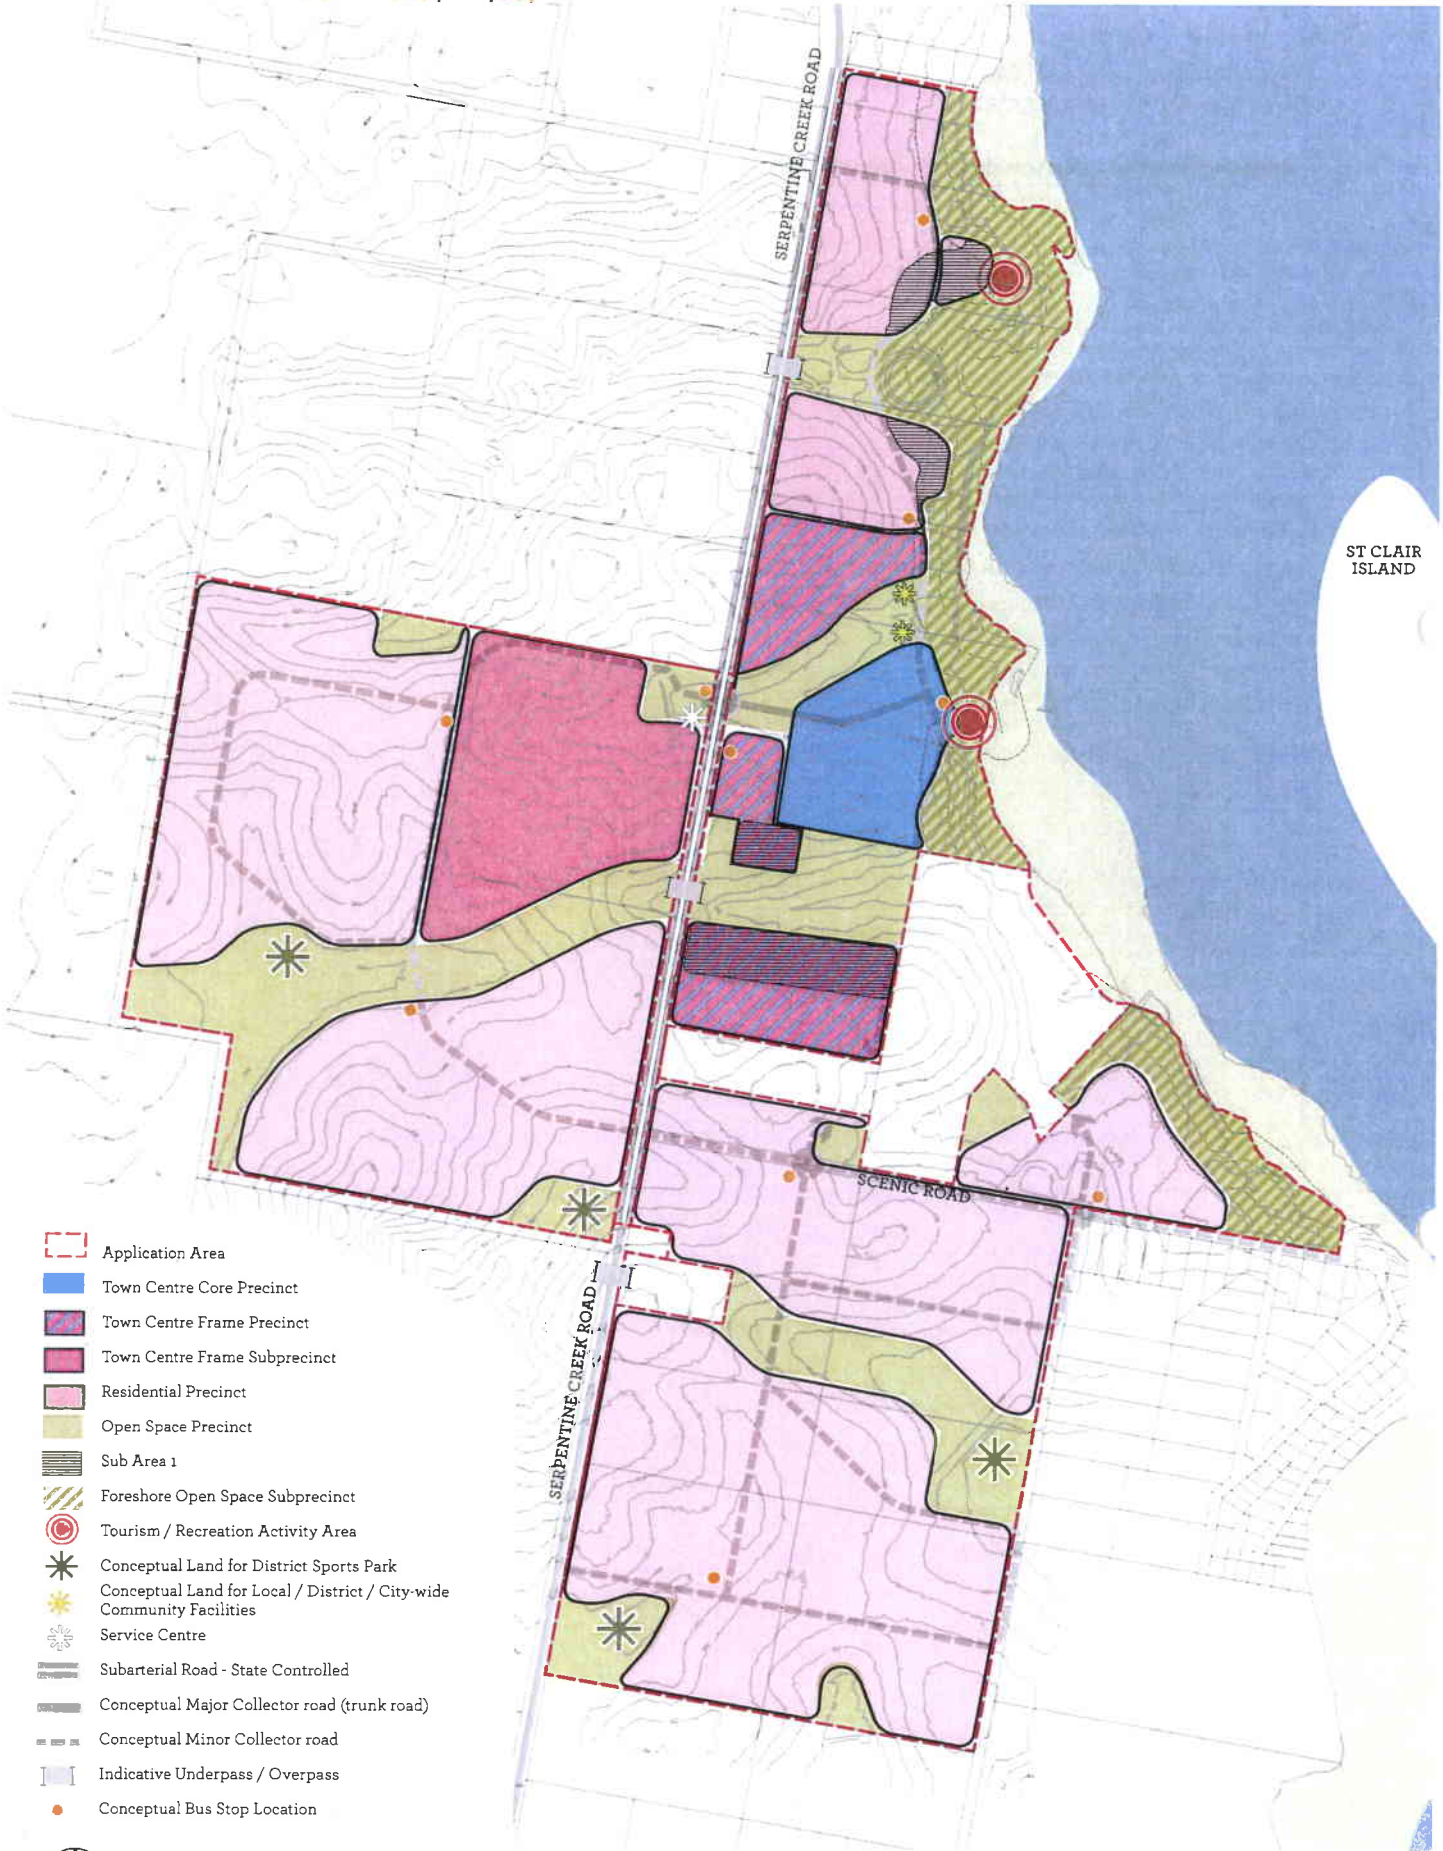 SERPENTINE CREEK ROAD
ST CLAIR
ISLAND
SCENIC ROAD
SERPENTINE CREEK ROAD
Application Area
Town Centre Core Precinct
Town Centre Frame Precinct
Town Centre Frame Subprecinct
Residential Precinct
Open Space Precinct
Sub Area 1
Foreshore Open Space Subprecinct
Tourism / Recreation Activity Area
Conceptual Land for District Sports Park
Conceptual Land for Local / District / City-wide
Community Facilities
Service Centre
Subarterial Road - State Controlled
Conceptual Major Collector road (trunk road)
Conceptual Minor Collector road
Indicative Underpass / Overpass
Conceptual Bus Stop Location